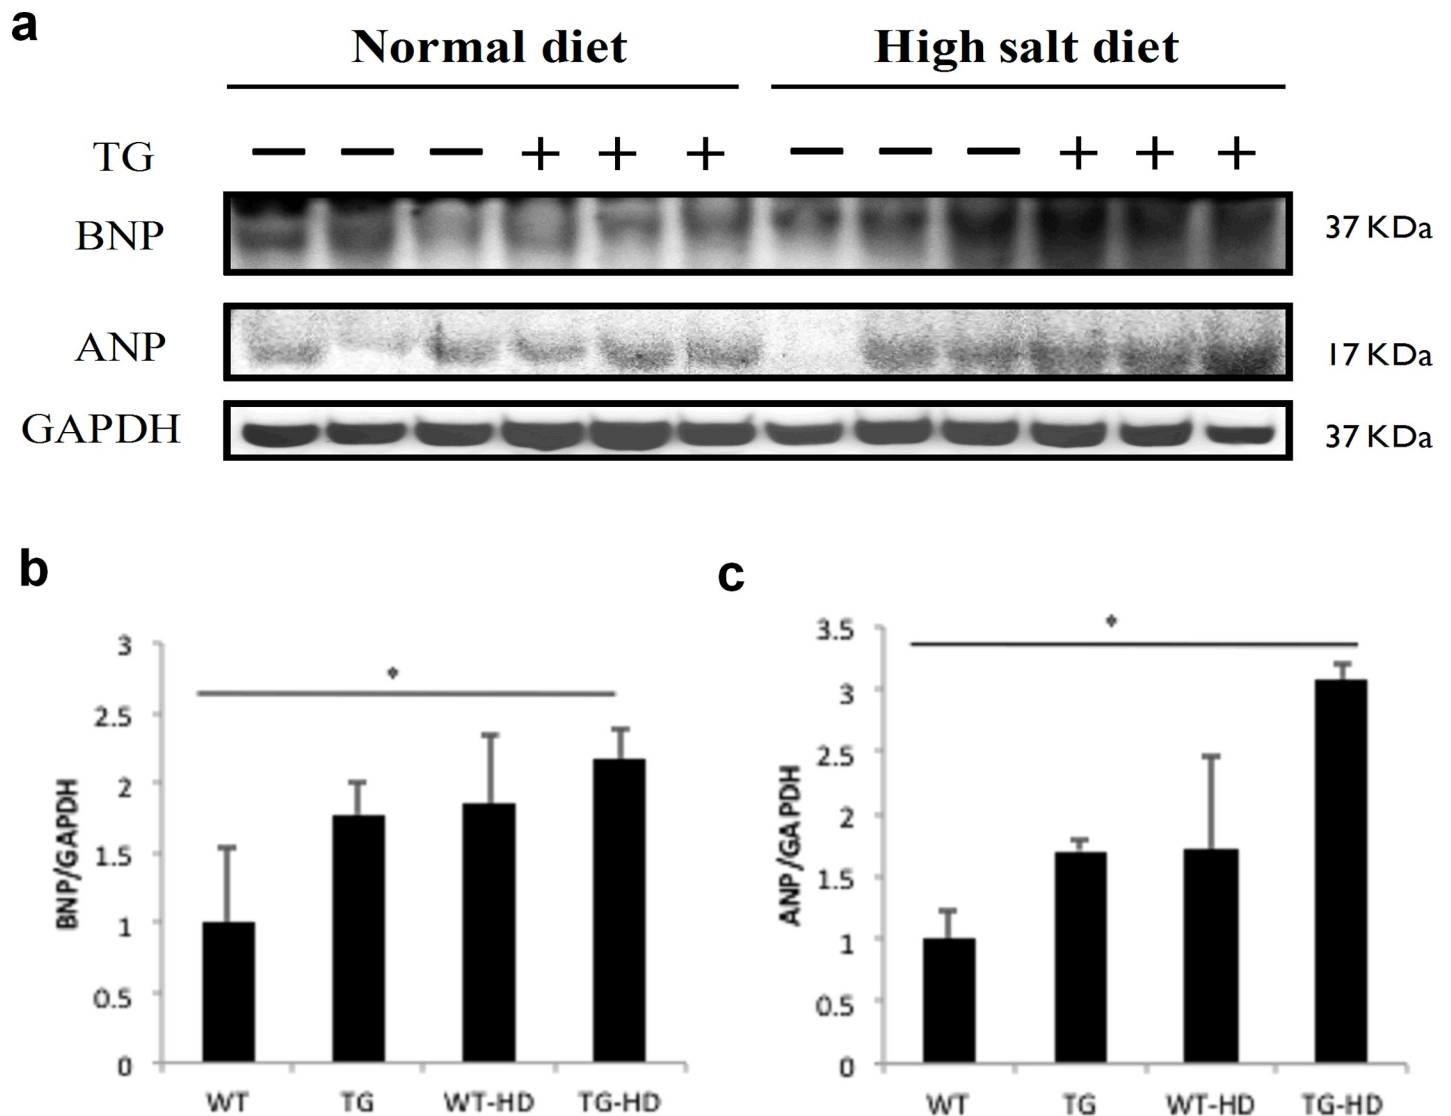 a
Normal diet High salt diet
TG — — — + + + — — — + + +
BNP 37 KDa
ANP 17 KDa
GAPDH 37 KDa
b
3
2.5
2
1.5
1
0.5
0
BNP/GAPDH
*
WT TG WT-HD TG-HD
c
3.5
3
2.5
2
1.5
1
0.5
0
ANP/GAPDH
*
WT TG WT-HD TG-HD